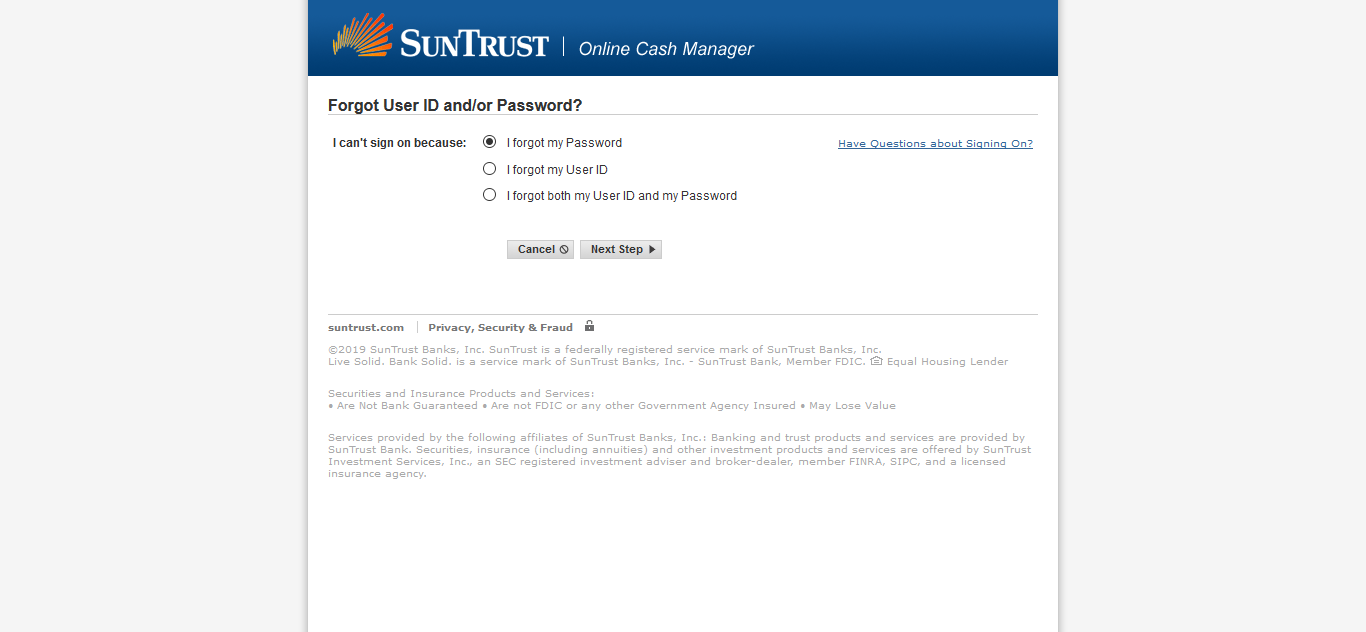 SUNTRUST | Online Cash Manager
Forgot User ID and/or Password?
I can't sign on because:
I forgot my Password
Have Questions about Signing On?
I forgot my User ID
I forgot both my User ID and my Password
Cancel
Next Step
suntrust.com
Privacy, Security & Fraud
©2019 SunTrust Banks, Inc. SunTrust is a federally registered service mark of SunTrust Banks, Inc.
Live Solid. Bank Solid. is a service mark of SunTrust Banks, Inc. - SunTrust Bank, Member FDIC. Equal Housing Lender
Securities and Insurance Products and Services:
• Are Not Bank Guaranteed • Are not FDIC or any other Government Agency Insured • May Lose Value
Services provided by the following affiliates of SunTrust Banks, Inc.: Banking and trust products and services are provided by
SunTrust Bank. Securities, insurance (including annuities) and other investment products and services are offered by SunTrust
Investment Services, Inc., an SEC registered investment adviser and broker-dealer, member FINRA, SIPC, and a licensed
insurance agency.